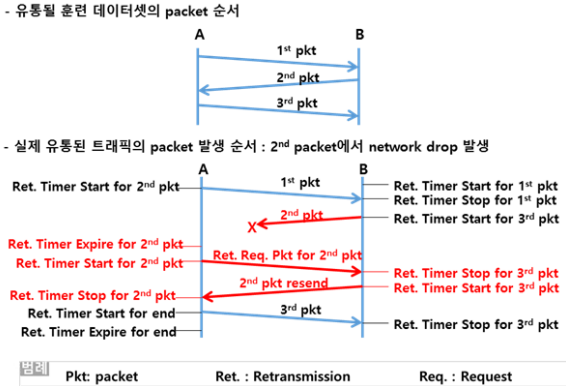 - 유통될 훈련 데이터셋의 packet 순서
A B
1st pkt
2nd pkt
3rd pkt
- 실제 유통된 트래픽의 packet 발생 순서 : 2nd packet에서 network drop 발생
A B
Ret. Timer Start for 2nd pkt 1st pkt Ret. Timer Start for 1st pkt
Ret. Timer Stop for 1st pkt
X 2nd pkt Ret. Timer Start for 3rd pkt
Ret. Timer Expire for 2nd pkt
Ret. Timer Start for 2nd pkt Ret. Req. Pkt for 2nd pkt
Ret. Timer Stop for 3rd pkt
Ret. Timer Stop for 2nd pkt 2nd pkt resend Ret. Timer Start for 3rd pkt
Ret. Timer Start for end 3rd pkt
Ret. Timer Expire for end Ret. Timer Stop for 3rd pkt
범례
Pkt: packet Ret. : Retransmission Req. : Request